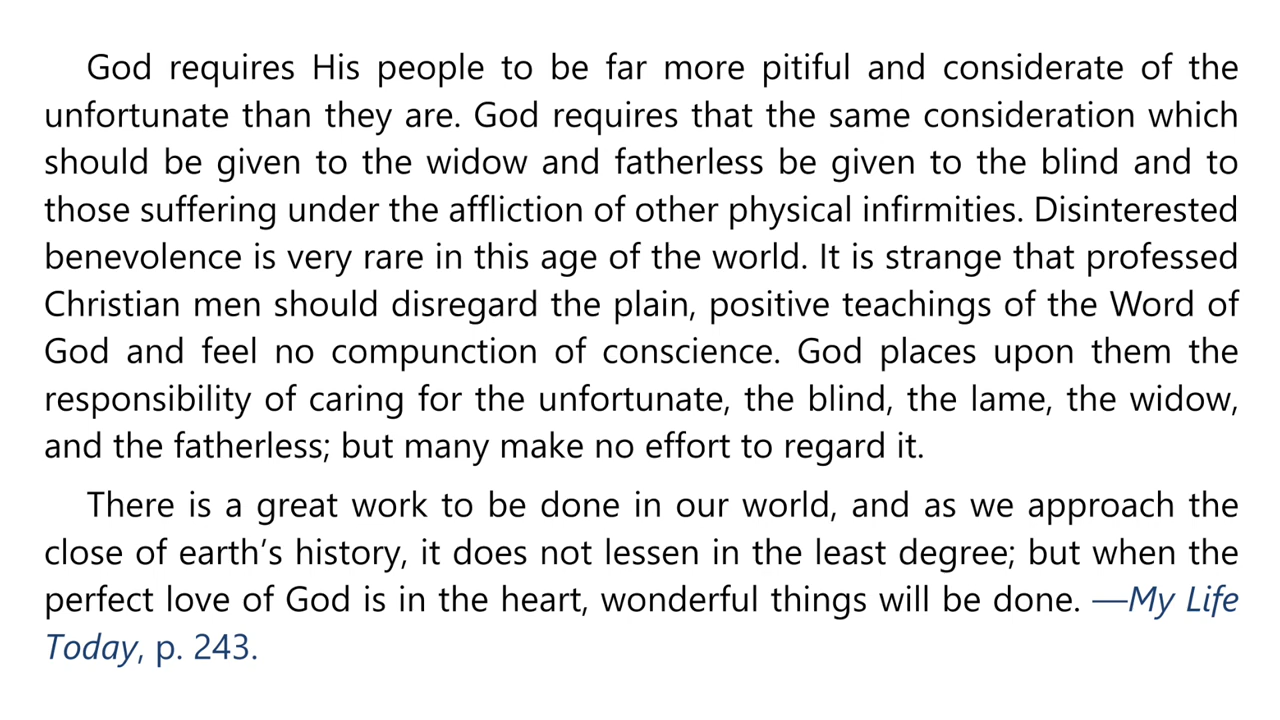 God requires His people to be far more pitiful and considerate of the
unfortunate than they are. God requires that the same consideration which
should be given to the widow and fatherless be given to the blind and to
those suffering under the affliction of other physical infirmities. Disinterested
benevolence is very rare in this age of the world. It is strange that professed
Christian men should disregard the plain, positive teachings of the Word of
God and feel no compunction of conscience. God places upon them the
responsibility of caring for the unfortunate, the blind, the lame, the widow,
and the fatherless; but many make no effort to regard it.
There is a great work to be done in our world, and as we approach the
close of earth’s history, it does not lessen in the least degree; but when the
perfect love of God is in the heart, wonderful things will be done. —My Life
Today, p. 243.